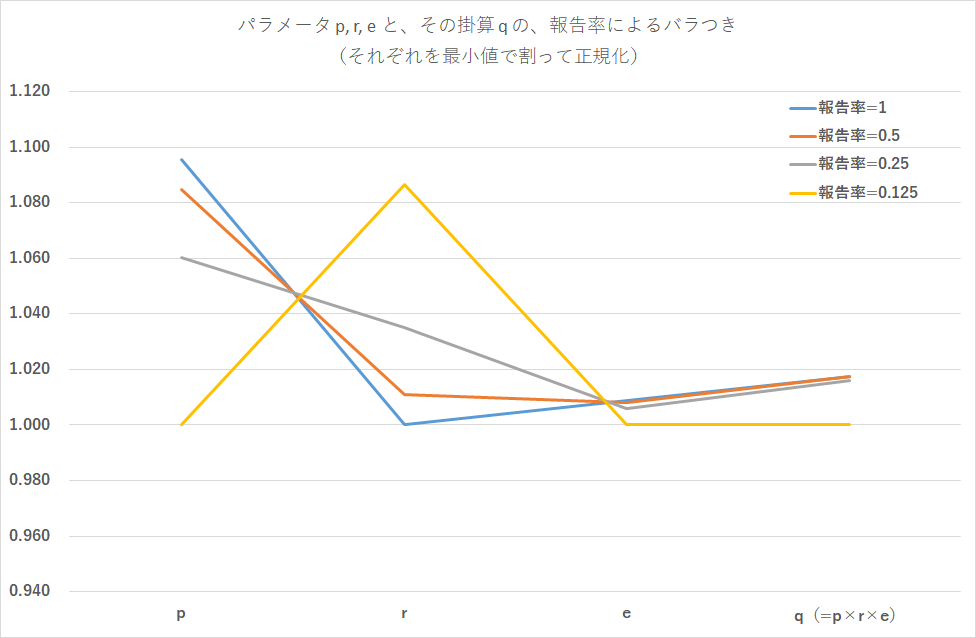 パラメータ p, r, e と、その掛算 q の、報告率によるバラつき
（それぞれを最小値で割って正規化）
1.120
1.100
1.080
1.060
1.040
1.020
1.000
0.980
0.960
0.940
報告率=1
報告率=0.5
報告率=0.25
報告率=0.125
p
r
e
q（=p×r×e）